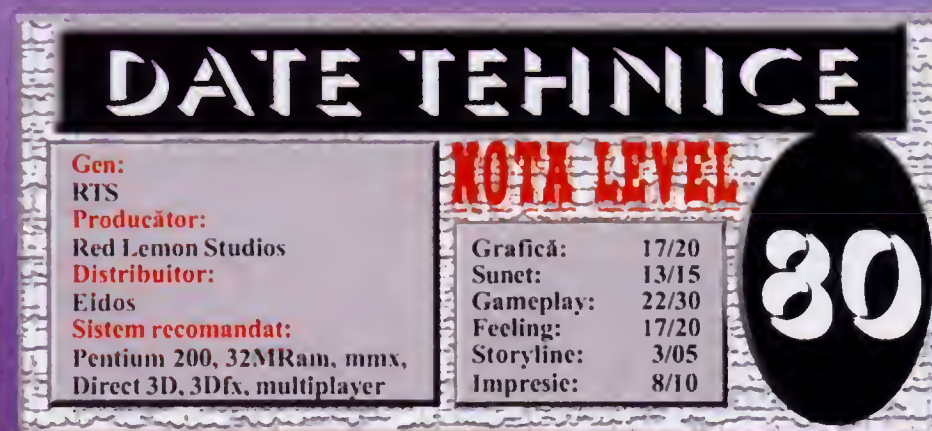 DATE TEHNICE
Gen:
RTS
Producător:
Red Lemon Studios
Distribuitor:
Eidos
Sistem recomandat:
Pentium 200, 32MRam, mmx,
Direct 3D, 3Dfx, multiplayer
NOTA LEVEL
Grafică: 17/20
Sunet: 13/15
Gameplay: 22/30
Feeling: 17/20
Storyline: 3/05
Impresie: 8/10
80